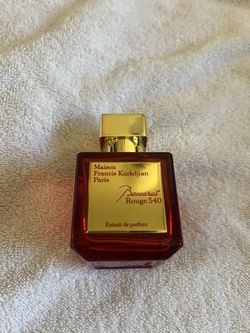 Maison
Francis Kurkdjian
Paris
Baccarat
Rouge 540
Extrait de parfum